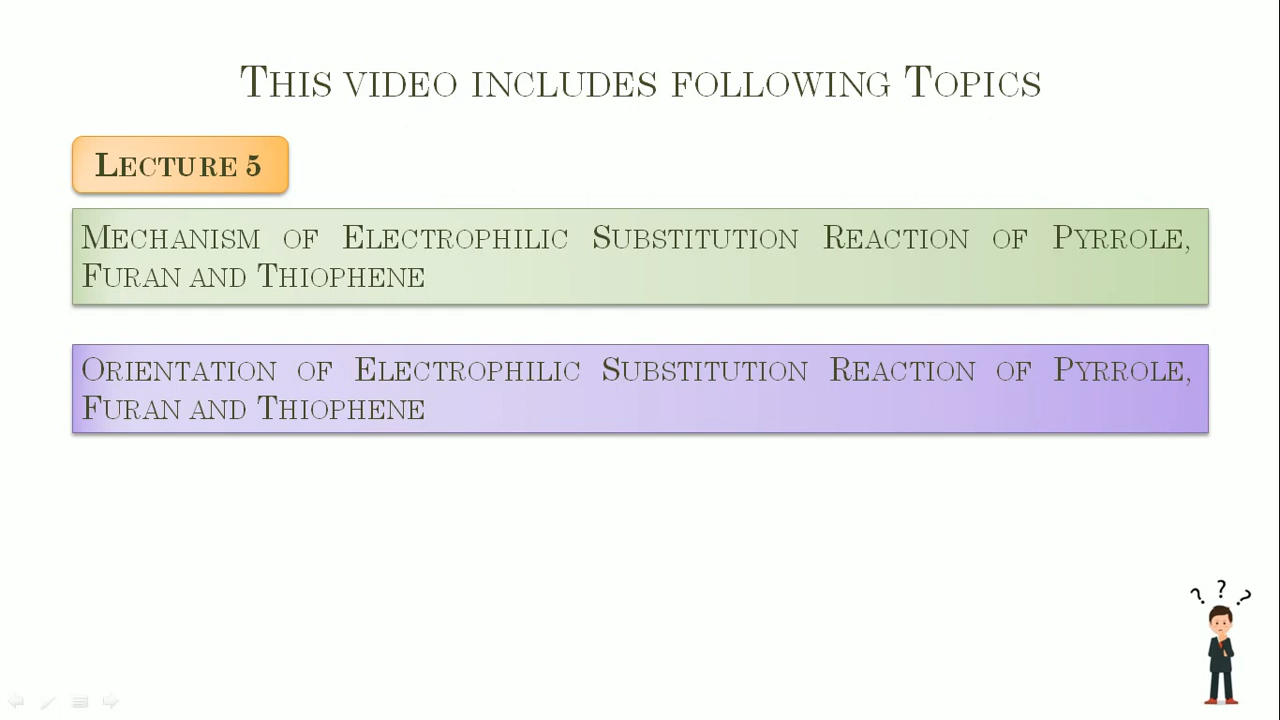 This video includes following Topics
Lecture 5
Mechanism of Electrophilic Substitution Reaction of Pyrrole,
Furan and Thiophene
Orientation of Electrophilic Substitution Reaction of Pyrrole,
Furan and Thiophene
? ? ?